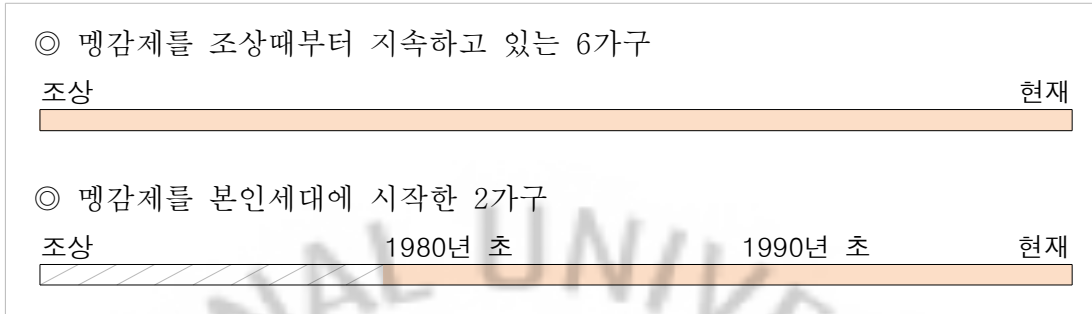 ◎ 멩감제를 조상때부터 지속하고 있는 6가구
조상 현재
◎ 멩감제를 본인세대에 시작한 2가구
조상 1980년 초 1990년 초 현재
NAL UNIVE